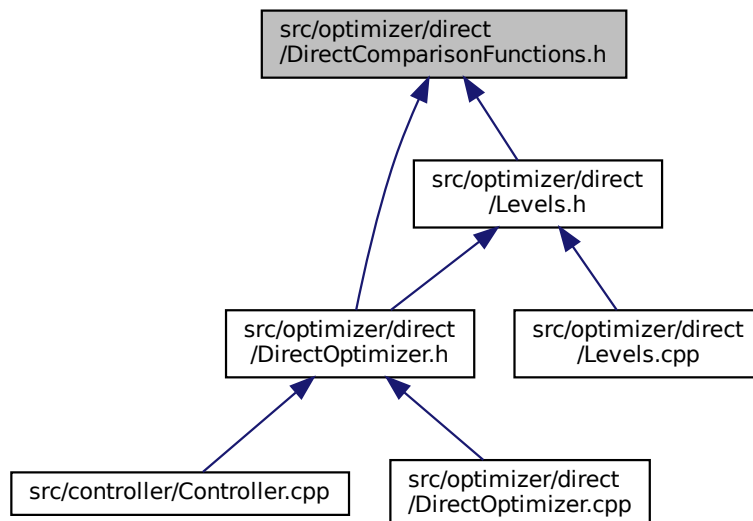 src/optimizer/direct
/DirectComparisonFunctions.h
src/optimizer/direct
/Levels.h
src/optimizer/direct
/DirectOptimizer.h
src/optimizer/direct
/Levels.cpp
src/controller/Controller.cpp
src/optimizer/direct
/DirectOptimizer.cpp